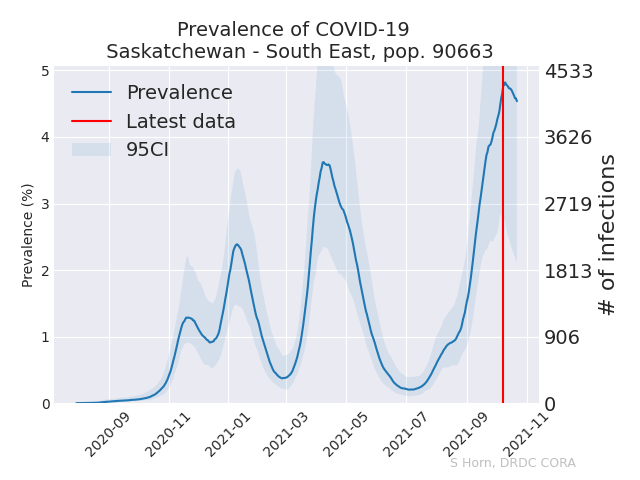 Prevalence of COVID-19
Saskatchewan - South East, pop. 90663
Prevalence
Latest data
95CI
Prevalence (%)
5
4
3
2
1
0
4533
3626
2719
1813
906
0
# of infections
2020-09
2020-11
2021-01
2021-03
2021-05
2021-07
2021-09
2021-11
S Horn, DRDC CORA